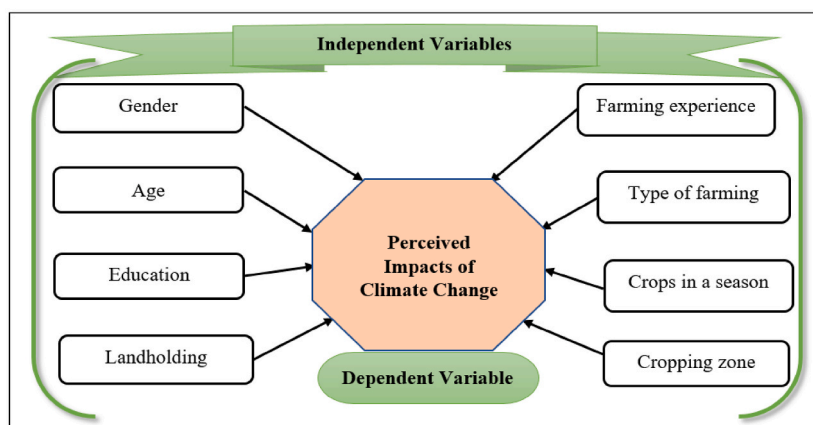 Independent Variables
Gender
Age
Education
Landholding
Farming experience
Type of farming
Crops in a season
Cropping zone
Perceived
Impacts of
Climate Change
Dependent Variable